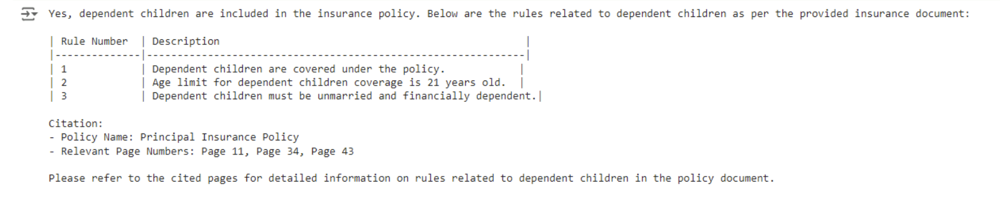 Yes, dependent children are included in the insurance policy. Below are the rules related to dependent children as per the provided insurance document:
| Rule Number  | Description                                                  |
|--------------|--------------------------------------------------------------|
| 1            | Dependent children are covered under the policy.            |
| 2            | Age limit for dependent children coverage is 21 years old.  |
| 3            | Dependent children must be unmarried and financially dependent.|
Citation:
- Policy Name: Principal Insurance Policy
- Relevant Page Numbers: Page 11, Page 34, Page 43
Please refer to the cited pages for detailed information on rules related to dependent children in the policy document.